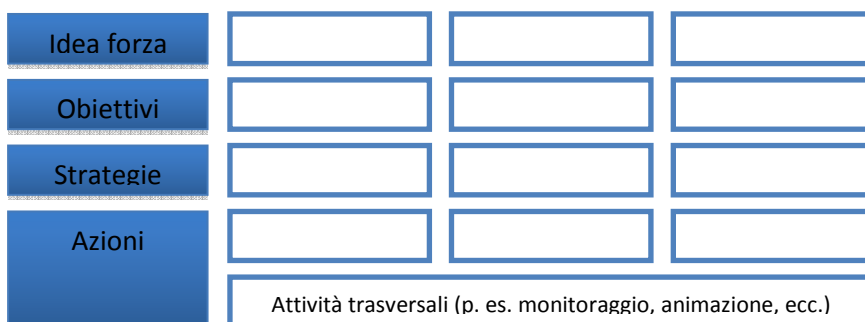 Idea forza
Obiettivi
Strategie
Azioni
Attività trasversali (p. es. monitoraggio, animazione, ecc.)